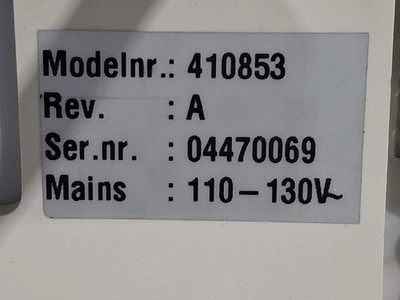 Modelnr.: 410853
Rev. : A
Ser.nr. : 04470069
Mains : 110-130V~